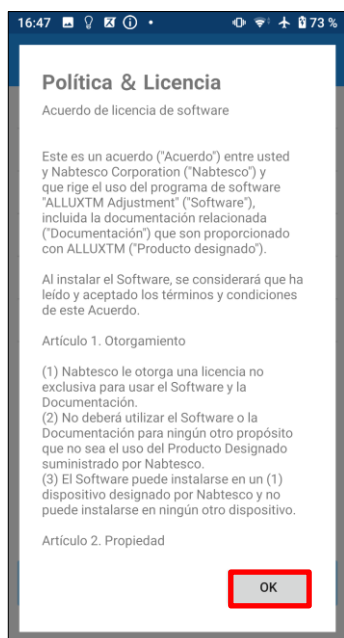 16:47 73 %
Política & Licencia
Acuerdo de licencia de software
Este es un acuerdo ("Acuerdo") entre usted
y Nabtesco Corporation ("Nabtesco") y
que rige el uso del programa de software
"ALLUXTM Adjustment" ("Software"),
incluida la documentación relacionada
("Documentación") que son proporcionado
con ALLUXTM ("Producto designado").
Al instalar el Software, se considerará que ha
leído y aceptado los términos y condiciones
de este Acuerdo.
Artículo 1. Otorgamiento
(1) Nabtesco le otorga una licencia no
exclusiva para usar el Software y la
Documentación.
(2) No deberá utilizar el Software o la
Documentación para ningún otro propósito
que no sea el uso del Producto Designado
suministrado por Nabtesco.
(3) El Software puede instalarse en un (1)
dispositivo designado por Nabtesco y no
puede instalarse en ningún otro dispositivo.
Artículo 2. Propiedad
OK